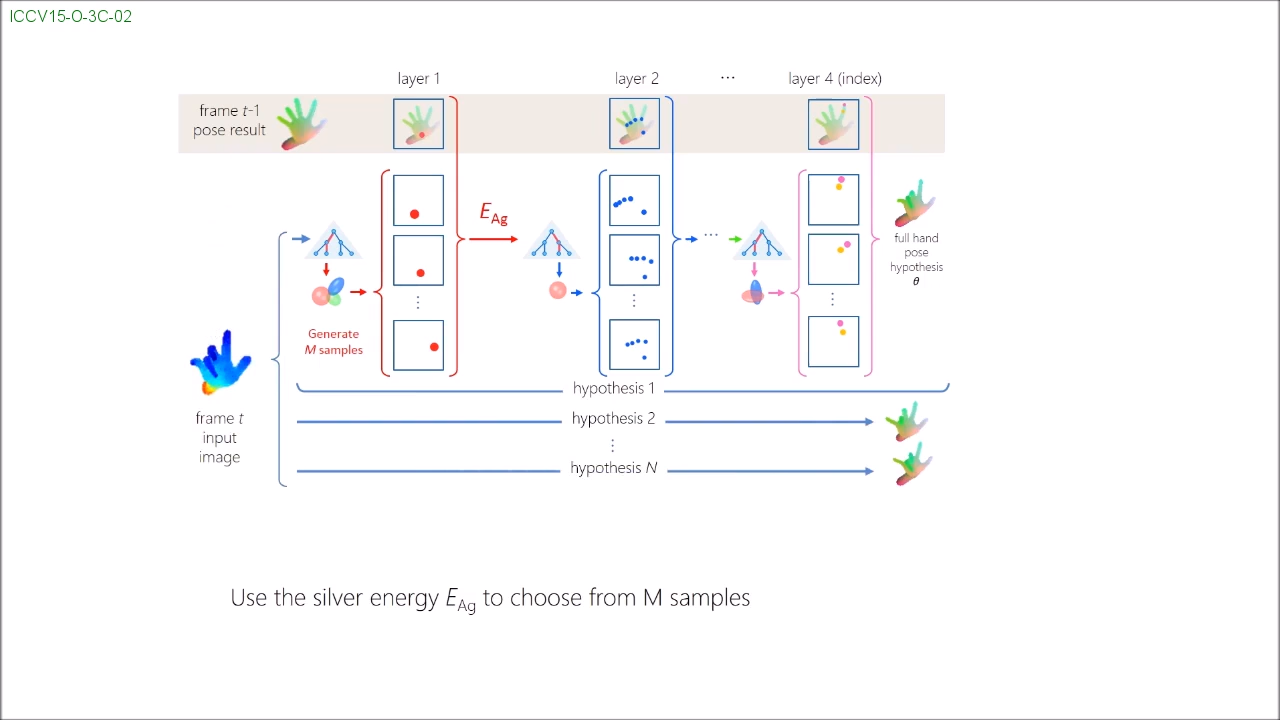 ICCV15-O-3C-02
layer 1
layer 2
...
layer 4 (index)
frame t-1
pose result
E_Ag
...
full hand
pose
hypothesis
θ
Generate
M samples
hypothesis 1
frame t
input
image
hypothesis 2
hypothesis N
Use the silver energy E_Ag to choose from M samples